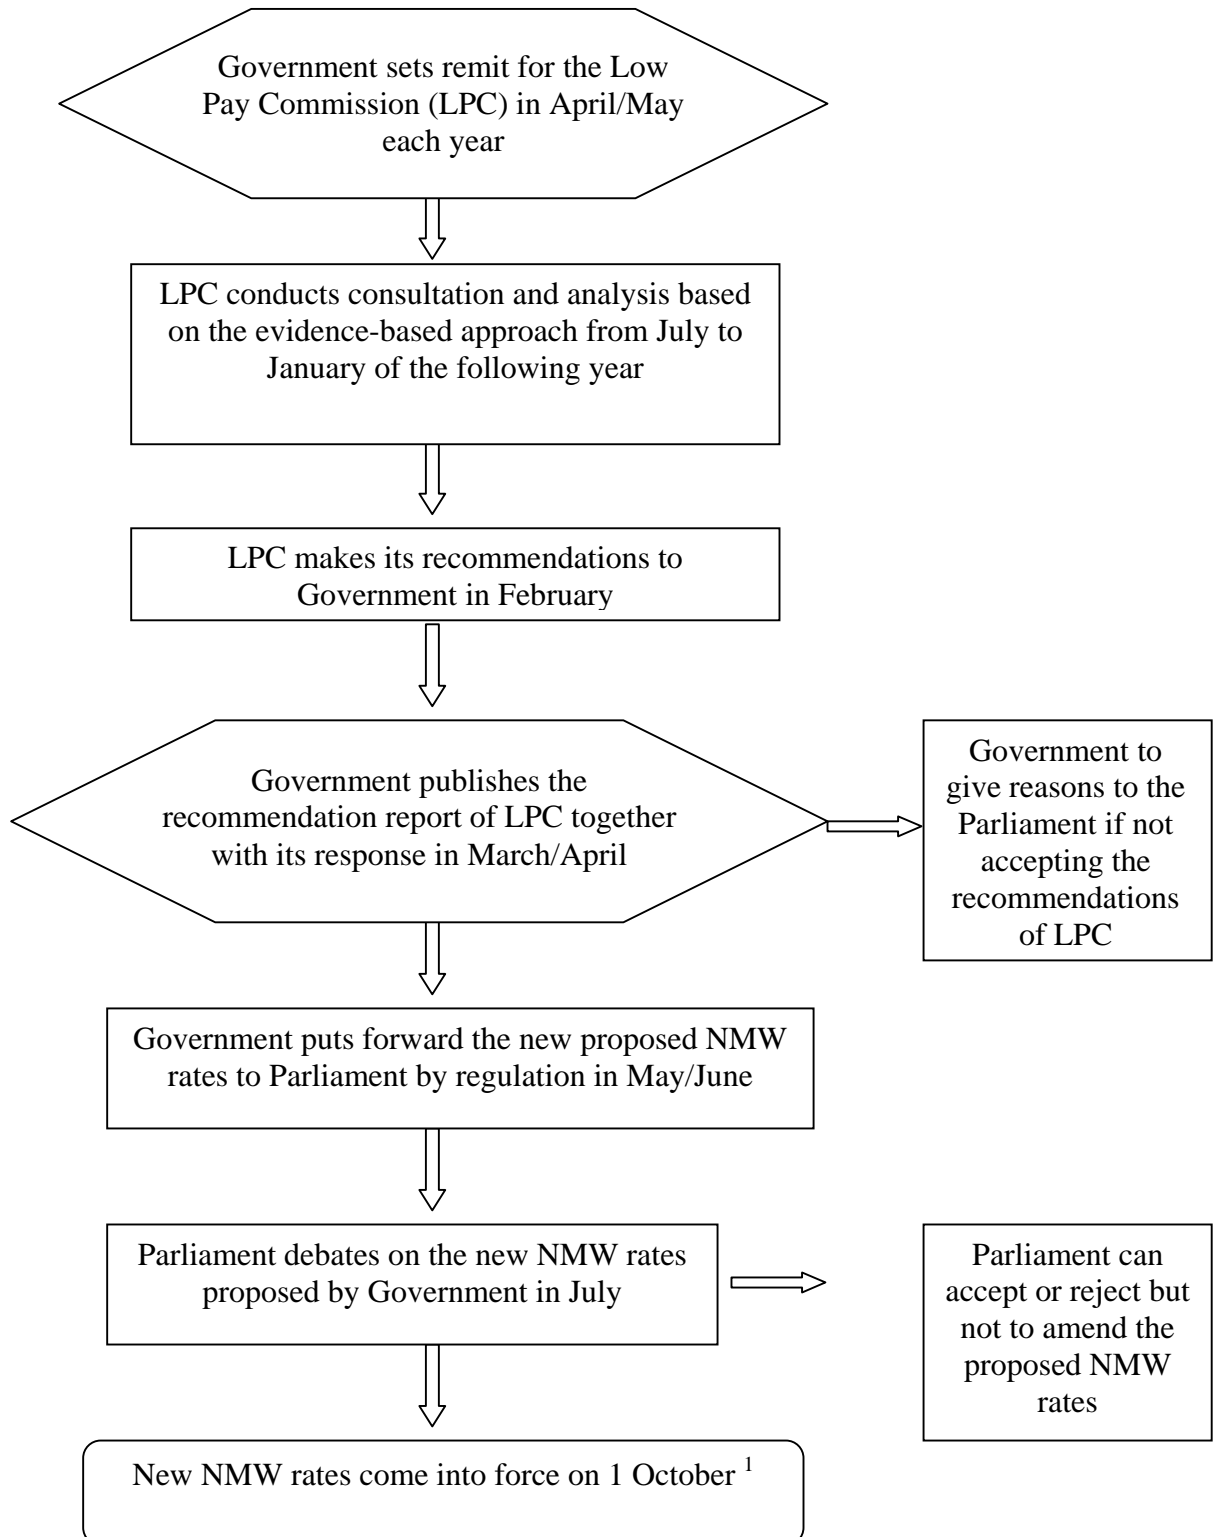 Government sets remit for the Low
Pay Commission (LPC) in April/May
each year
LPC conducts consultation and analysis based
on the evidence-based approach from July to
January of the following year
LPC makes its recommendations to
Government in February
Government publishes the
recommendation report of LPC together
with its response in March/April
Government to
give reasons to the
Parliament if not
accepting the
recommendations
of LPC
Government puts forward the new proposed NMW
rates to Parliament by regulation in May/June
Parliament debates on the new NMW rates
proposed by Government in July
Parliament can
accept or reject but
not to amend the
proposed NMW
rates
New NMW rates come into force on 1 October 1